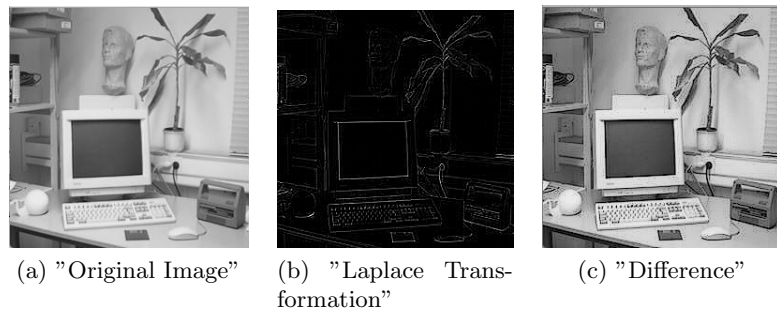 (a) ”Original Image”
(b) ”Laplace Trans-
formation”
(c) ”Difference”